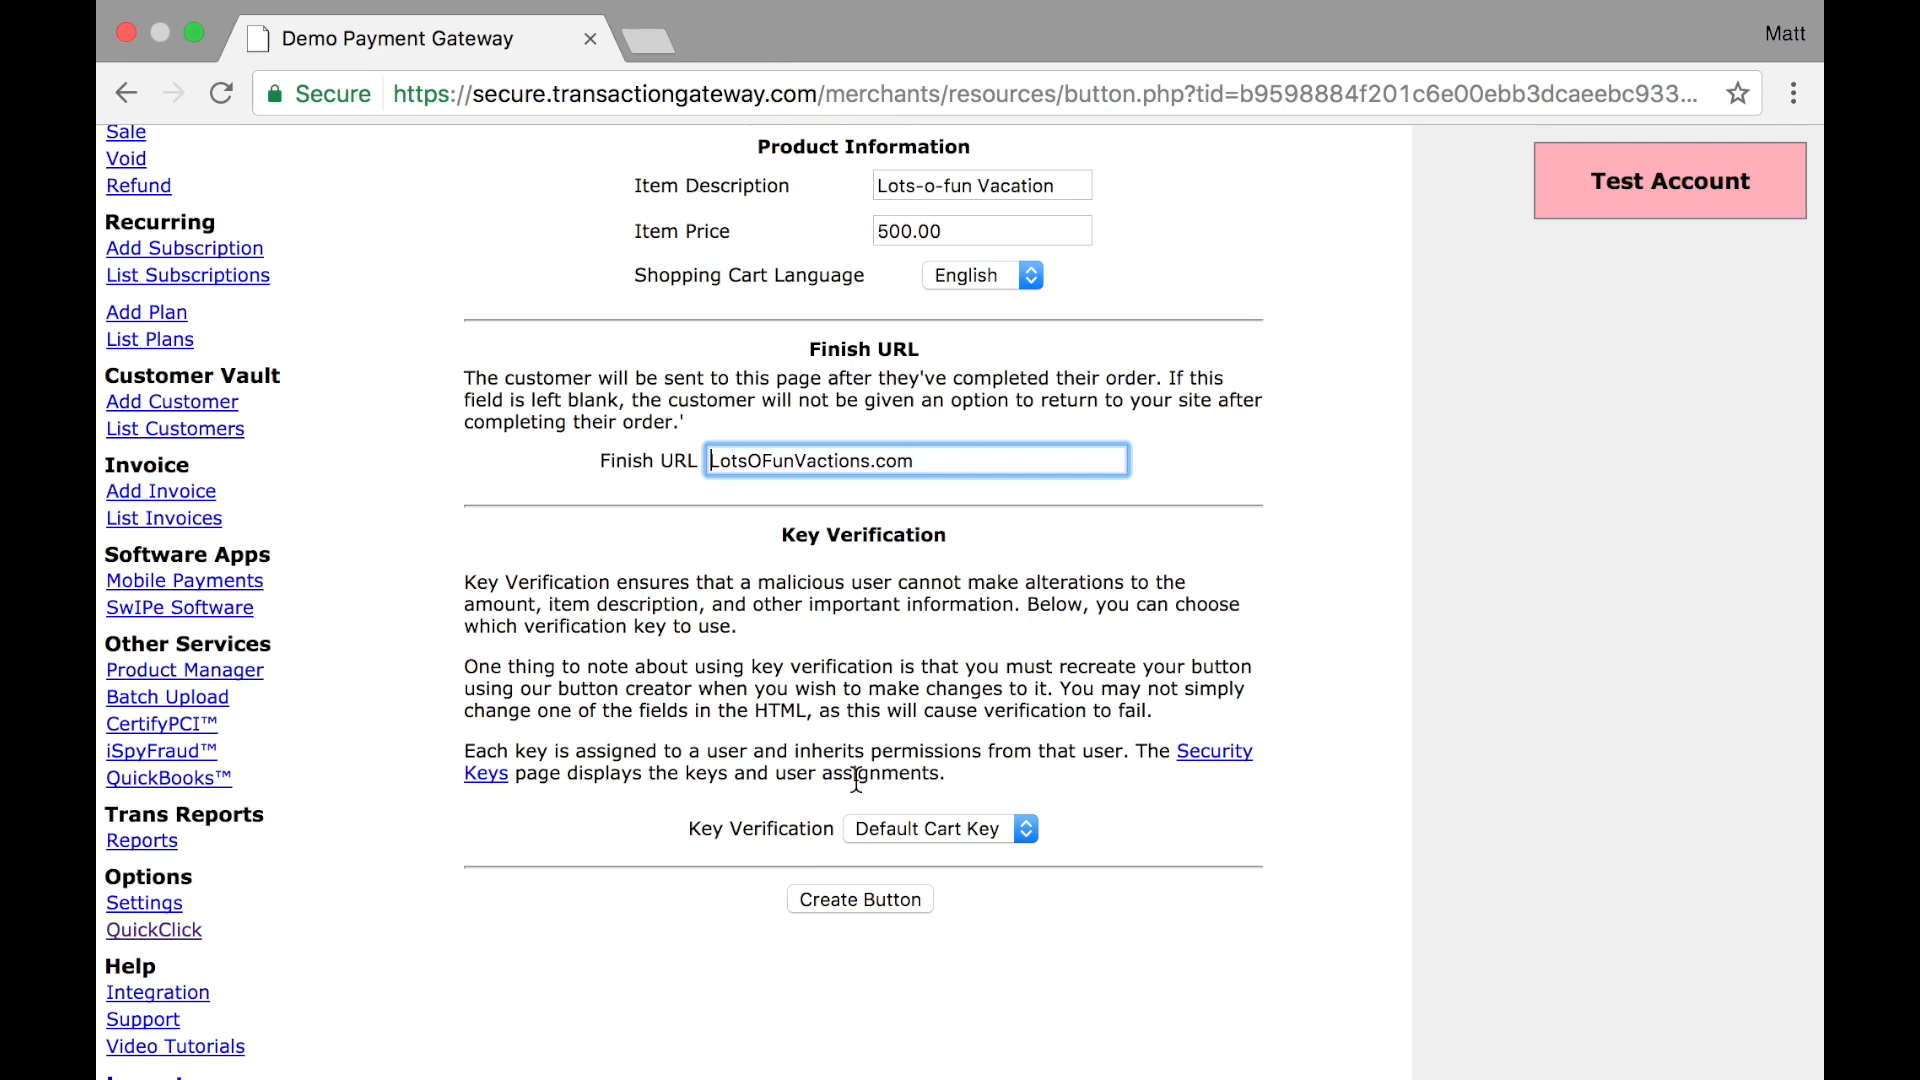 Demo Payment Gateway
Matt
Secure https://secure.transactiongateway.com/merchants/resources/button.php?tid=b9598884f201c6e00ebb3dcaeebc933...
Sale
Void
Refund
Recurring
Add Subscription
List Subscriptions
Add Plan
List Plans
Customer Vault
Add Customer
List Customers
Invoice
Add Invoice
List Invoices
Software Apps
Mobile Payments
SwIPe Software
Other Services
Product Manager
Batch Upload
CertifyPCI™
iSpyFraud™
QuickBooks™
Trans Reports
Reports
Options
Settings
QuickClick
Help
Integration
Support
Video Tutorials
Product Information
Item Description Lots-o-fun Vacation
Item Price 500.00
Shopping Cart Language English
Finish URL
The customer will be sent to this page after they've completed their order. If this
field is left blank, the customer will not be given an option to return to your site after
completing their order.'
Finish URL LotsOFunVactions.com
Key Verification
Key Verification ensures that a malicious user cannot make alterations to the
amount, item description, and other important information. Below, you can choose
which verification key to use.
One thing to note about using key verification is that you must recreate your button
using our button creator when you wish to make changes to it. You may not simply
change one of the fields in the HTML, as this will cause verification to fail.
Each key is assigned to a user and inherits permissions from that user. The Security
Keys page displays the keys and user assignments.
Key Verification Default Cart Key
Create Button
Test Account